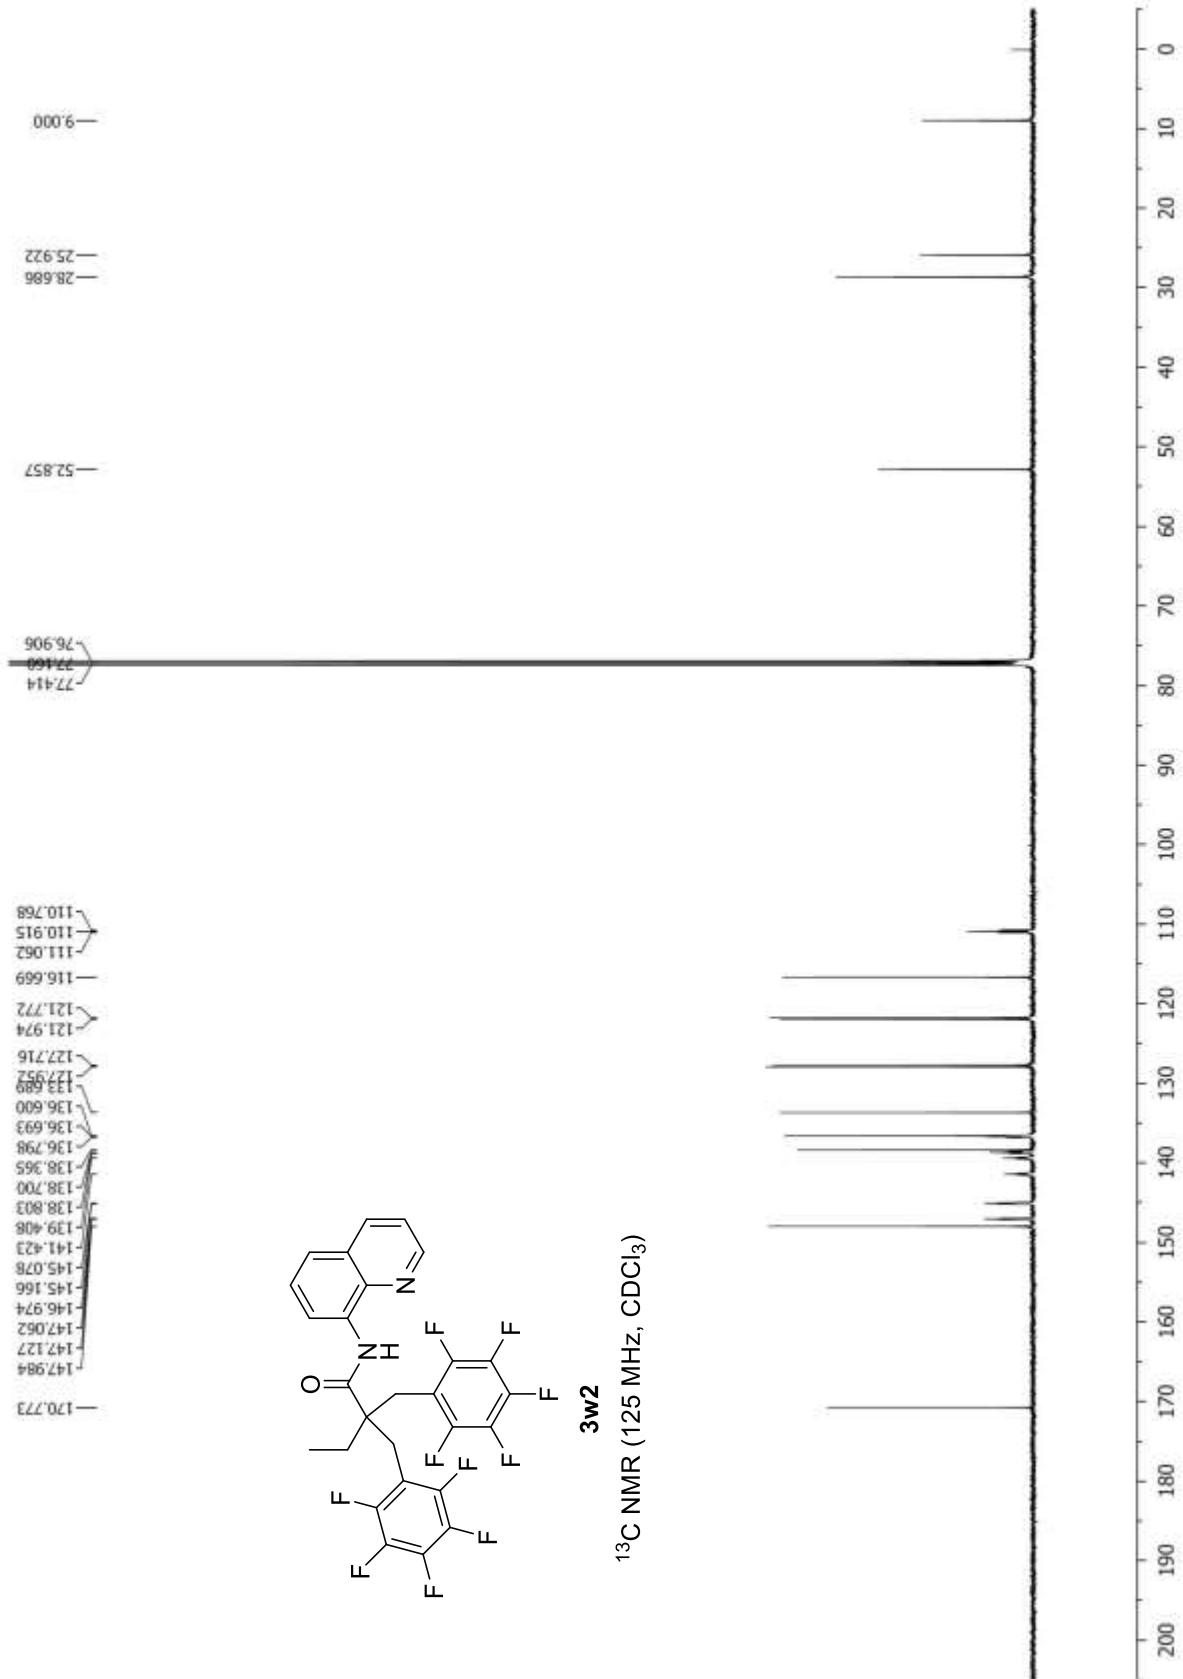 170.773
147.984
147.127
147.062
146.974
145.166
145.078
141.423
139.408
138.803
138.700
138.365
136.798
136.693
136.600
133.689
127.952
127.716
121.974
121.772
116.669
111.062
110.915
110.768
77.414
77.160
76.906
52.857
28.686
25.922
9.000
O
N
H
N
F
F
F
F
F
F
F
F
F
F
3w2
13C NMR (125 MHz, CDCl3)
200 190 180 170 160 150 140 130 120 110 100 90 80 70 60 50 40 30 20 10 0